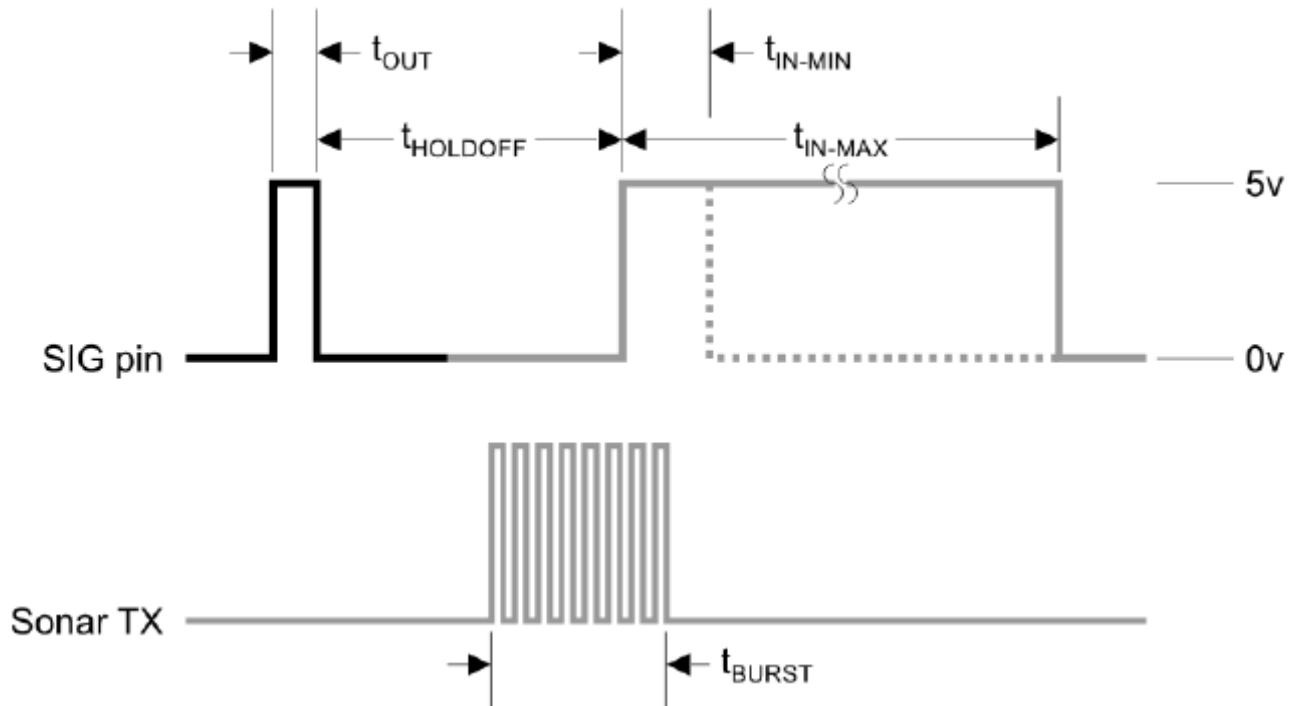 tOUT
tIN-MIN
tHOLDOFF
tIN-MAX
5v
SIG pin
0v
Sonar TX
tBURST